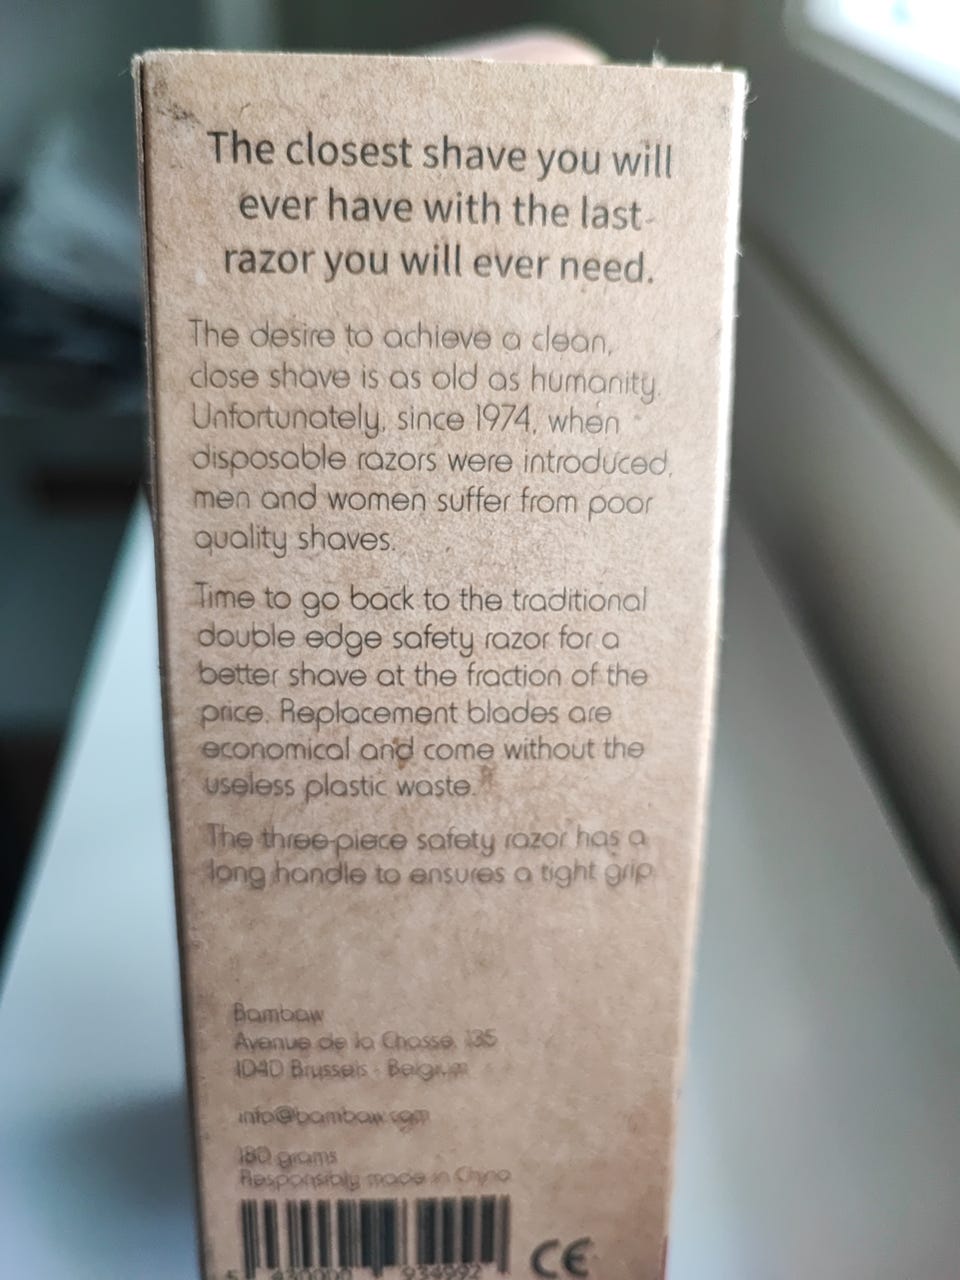 The closest shave you will
ever have with the last
razor you will ever need.
The desire to achieve a clean,
close shave is as old as humanity.
Unfortunately, since 1974, when
disposable razors were introduced,
men and women suffer from poor
quality shaves.
Time to go back to the traditional
double edge safety razor for a
better shave at the fraction of the
price. Replacement blades are
economical and come without the
useless plastic waste.
The three-piece safety razor has a
long handle to ensures a tight grip.
Bambaw
Avenue de la Chasse, 135
1040 Brussels - Belgium
info@bambaw.com
180 grams
Responsibly made in China
CE